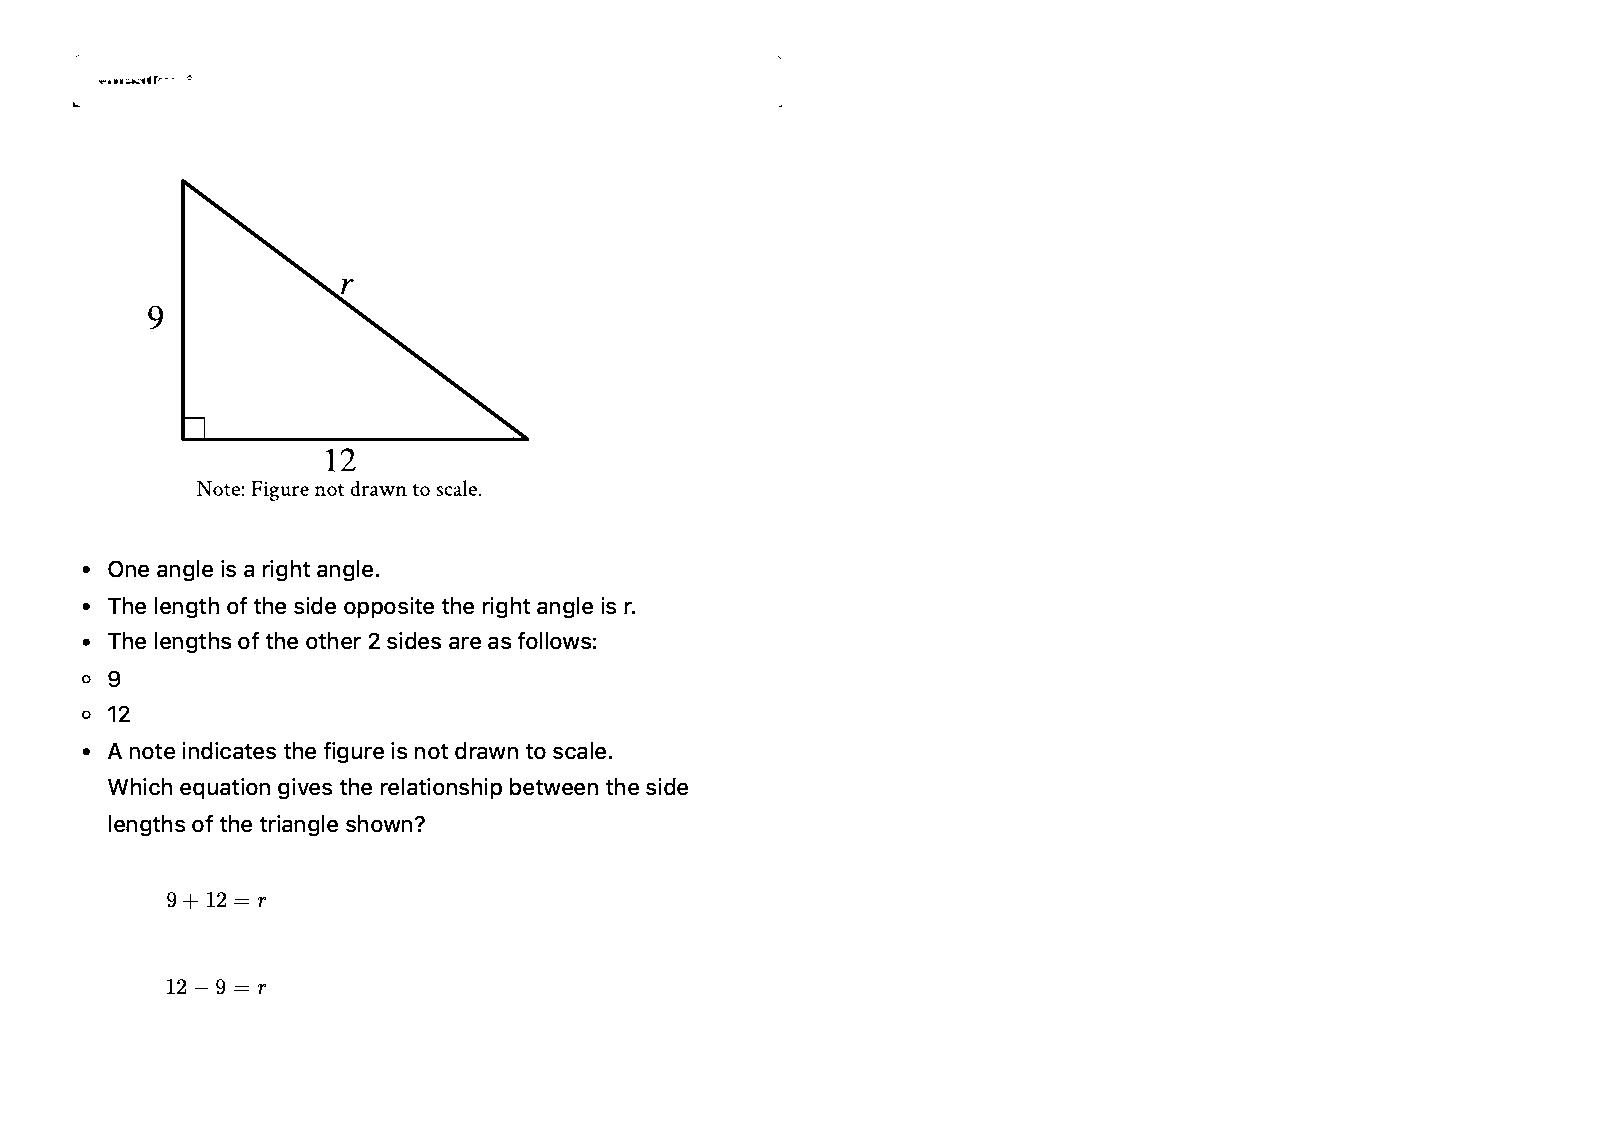 r
9
12
Note: Figure not drawn to scale.
• One angle is a right angle.
• The length of the side opposite the right angle is r.
• The lengths of the other 2 sides are as follows:
○ 9
○ 12
• A note indicates the figure is not drawn to scale.
Which equation gives the relationship between the side
lengths of the triangle shown?
9 + 12 = r
12 − 9 = r